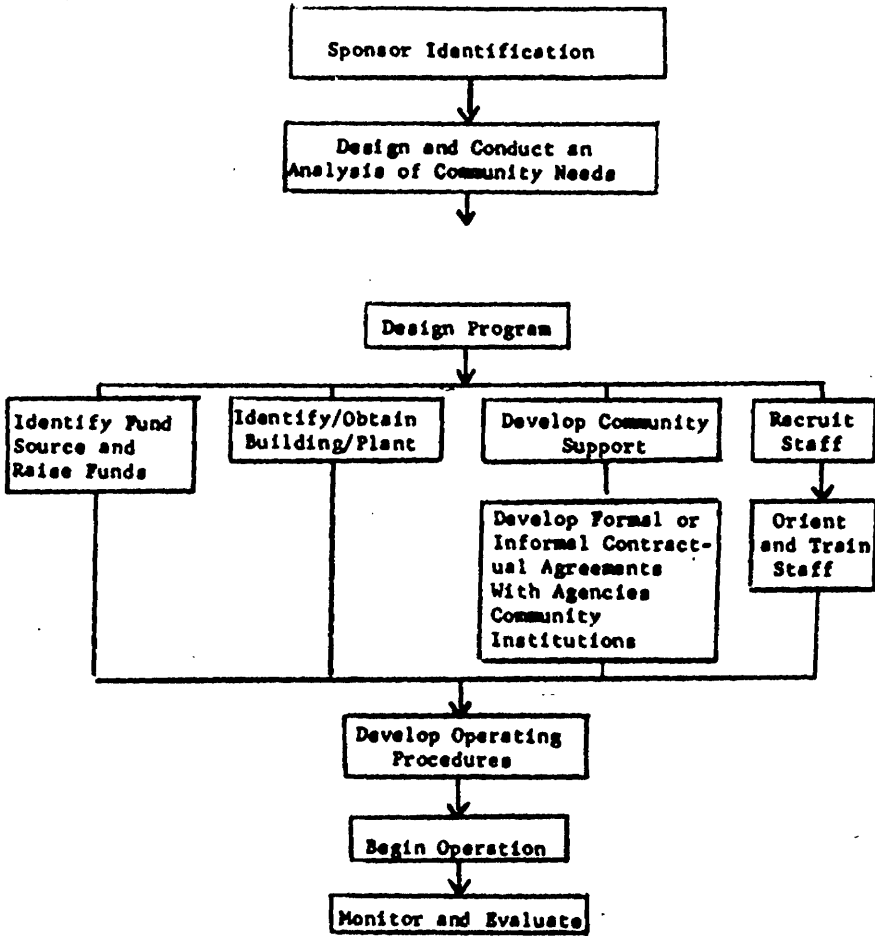 Sponsor Identification
Design and Conduct an
Analysis of Community Needs
Design Program
Identify Fund
Source and
Raise Funds
Identify/Obtain
Building/Plant
Develop Community
Support
Recruit
Staff
Develop Formal or
Informal Contract-
ual Agreements
With Agencies
Community
Institutions
Orient
and Train
Staff
Develop Operating
Procedures
Begin Operation
Monitor and Evaluate